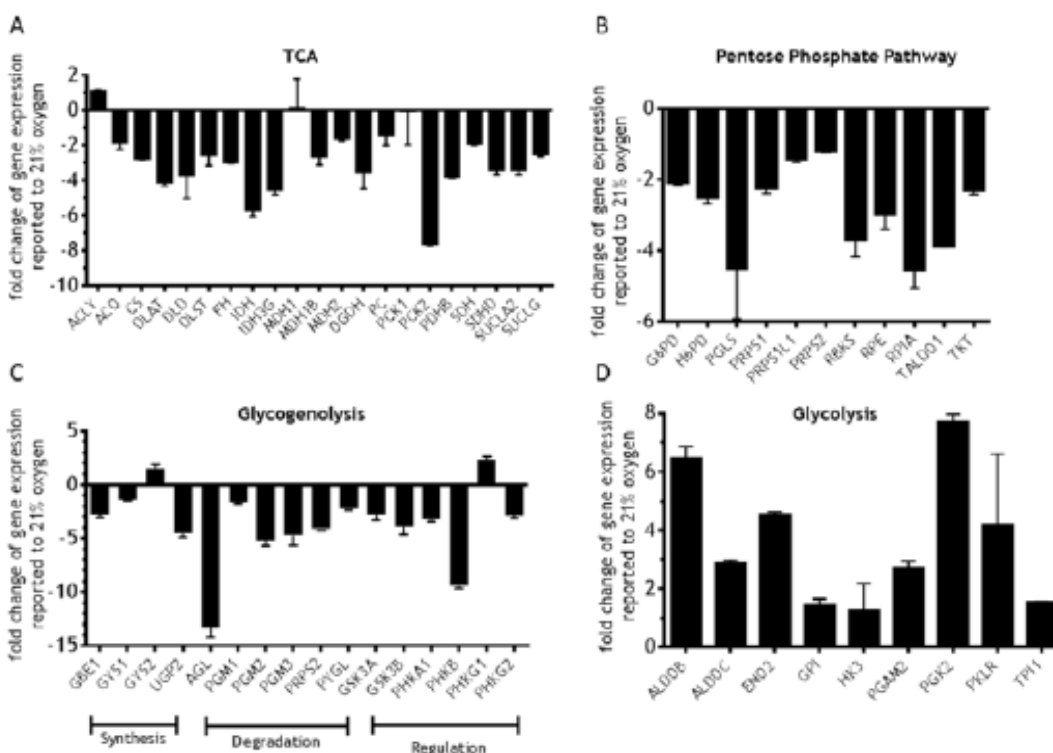 A
TCA
fold change of gene expression
reported to 21% oxygen
2
0
-2
-4
-6
-8
-10
ACLY
ACO
CS
DLAT
DLD
DLST
FH
IDH
IDH3G
MDH1
MDH1B
MDH2
OGDH
PC
PCK1
PCK2
PDHB
SDH
SUCLA2
SUCLG
B
Pentose Phosphate Pathway
fold change of gene expression
reported to 21% oxygen
0
-2
-4
-6
G6PD
H6PD
PGLS
PRPS1
PRPS1L1
PRPS2
RBKS
RPE
RPIA
TALDO1
TKT
C
Glycogenolysis
fold change of gene expression
reported to 21% oxygen
5
0
-5
-10
-15
GBE1
GYS1
GYS2
UGP2
AGL
PGM1
PGM2
PGM3
PRPS2
PYGL
GSK3A
GSK3B
PHKA1
PHKB
PHKG1
PHKG2
Synthesis
Degradation
Regulation
D
Glycolysis
fold change of gene expression
reported to 21% oxygen
8
6
4
2
0
ALDOB
ALDOC
ENO2
GPI
HK3
PGAM2
PGK2
PKLR
TPI1